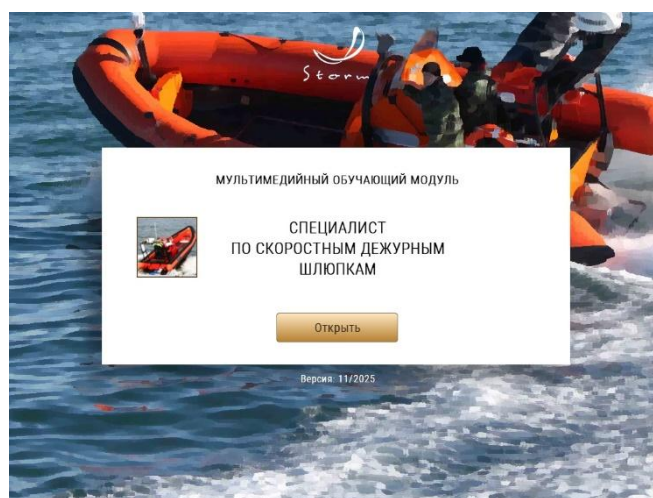 Storm
МУЛЬТИМЕДИЙНЫЙ ОБУЧАЮЩИЙ МОДУЛЬ
СПЕЦИАЛИСТ
ПО СКОРОСТНЫМ ДЕЖУРНЫМ
ШЛЮПКАМ
Открыть
Версия: 11/2025